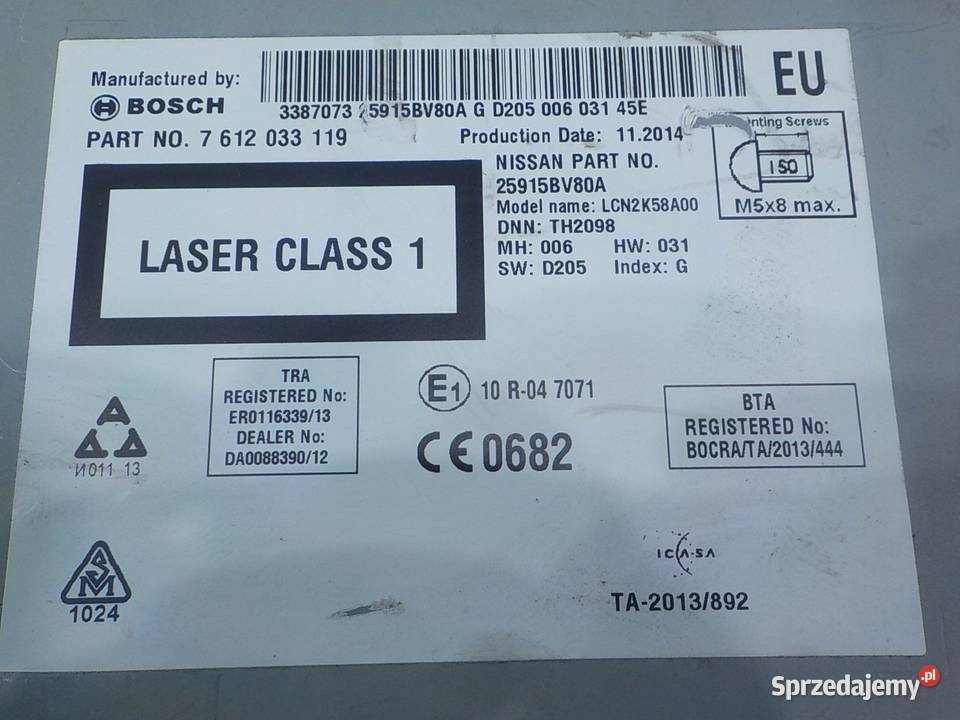 Manufactured by:
BOSCH
PART NO. 7 612 033 119
3387073 25915BV80A G D205 006 031 45E
Production Date: 11.2014
EU
Screws
ISO
M5x8 max.
NISSAN PART NO.
25915BV80A
Model name: LCN2K58A00
DNN: TH2098
MH: 006 HW: 031
SW: D205 Index: G
LASER CLASS 1
TRA
REGISTERED No:
ER0116339/13
DEALER No:
DA0088390/12
E1 10 R-04 7071
CE 0682
BTA
REGISTERED No:
BOCRA/TA/2013/444
И011 13
SM
1024
ICASA
TA-2013/892
Sprzedajemy.pl